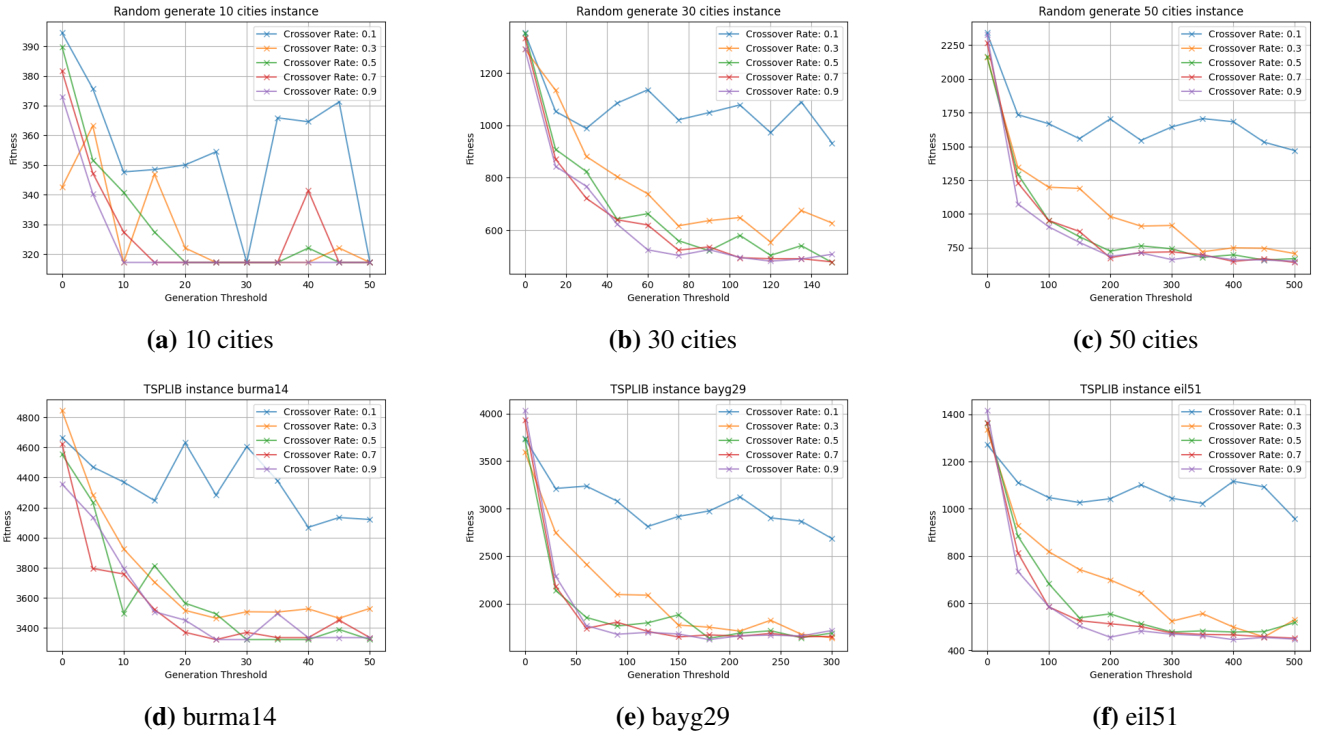 Random generate 10 cities instance
Fitness
390
380
370
360
350
340
330
320
0
10
20
30
40
50
Generation Threshold
Crossover Rate: 0.1
Crossover Rate: 0.3
Crossover Rate: 0.5
Crossover Rate: 0.7
Crossover Rate: 0.9
(a) 10 cities
Random generate 30 cities instance
Fitness
1200
1000
800
600
0
20
40
60
80
100
120
140
Generation Threshold
Crossover Rate: 0.1
Crossover Rate: 0.3
Crossover Rate: 0.5
Crossover Rate: 0.7
Crossover Rate: 0.9
(b) 30 cities
Random generate 50 cities instance
Fitness
2250
2000
1750
1500
1250
1000
750
0
100
200
300
400
500
Generation Threshold
Crossover Rate: 0.1
Crossover Rate: 0.3
Crossover Rate: 0.5
Crossover Rate: 0.7
Crossover Rate: 0.9
(c) 50 cities
TSPLIB instance burma14
Fitness
4800
4600
4400
4200
4000
3800
3600
3400
0
10
20
30
40
50
Generation Threshold
Crossover Rate: 0.1
Crossover Rate: 0.3
Crossover Rate: 0.5
Crossover Rate: 0.7
Crossover Rate: 0.9
(d) burma14
TSPLIB instance bayg29
Fitness
4000
3500
3000
2500
2000
0
50
100
150
200
250
300
Generation Threshold
Crossover Rate: 0.1
Crossover Rate: 0.3
Crossover Rate: 0.5
Crossover Rate: 0.7
Crossover Rate: 0.9
(e) bayg29
TSPLIB instance eil51
Fitness
1400
1200
1000
800
600
400
0
100
200
300
400
500
Generation Threshold
Crossover Rate: 0.1
Crossover Rate: 0.3
Crossover Rate: 0.5
Crossover Rate: 0.7
Crossover Rate: 0.9
(f) eil51